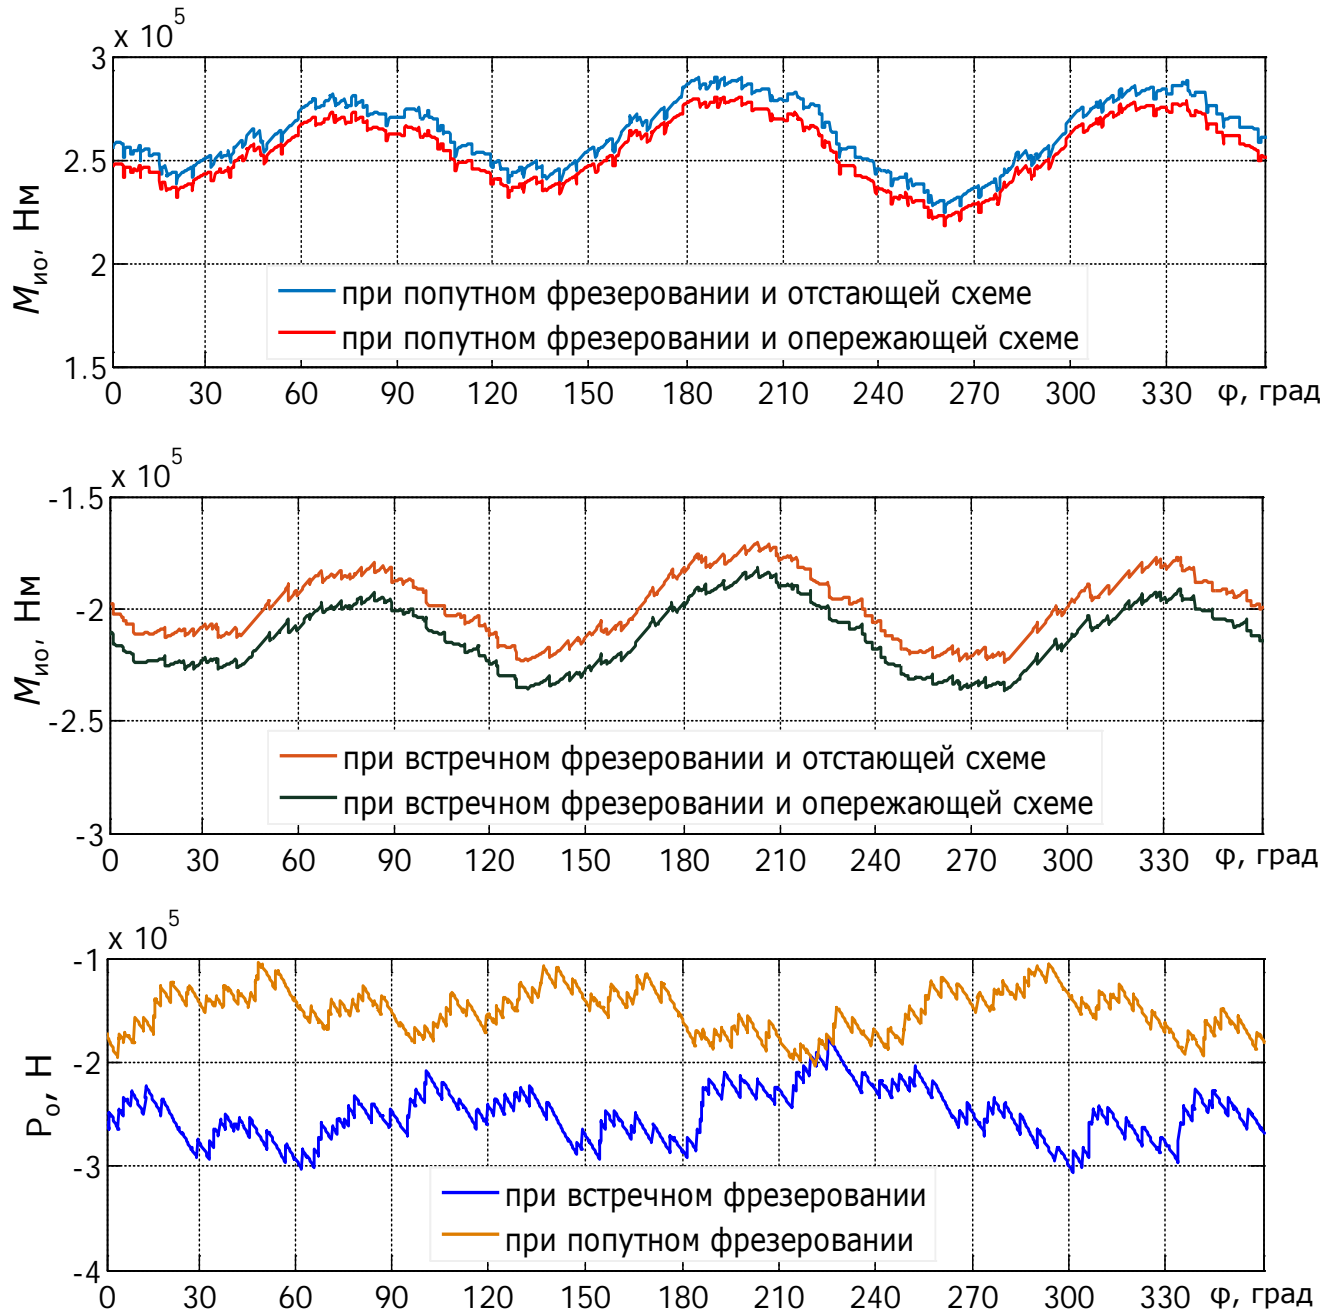 x 10^5
3
2.5
2
1.5
M_ио, Нм
при попутном фрезеровании и отстающей схеме
при попутном фрезеровании и опережающей схеме
0 30 60 90 120 150 180 210 240 270 300 330 φ, град
x 10^5
-1.5
-2
-2.5
-3
M_ио, Нм
при встречном фрезеровании и отстающей схеме
при встречном фрезеровании и опережающей схеме
0 30 60 90 120 150 180 210 240 270 300 330 φ, град
x 10^5
-1
-2
-3
-4
P_о, Н
при встречном фрезеровании
при попутном фрезеровании
0 30 60 90 120 150 180 210 240 270 300 330 φ, град